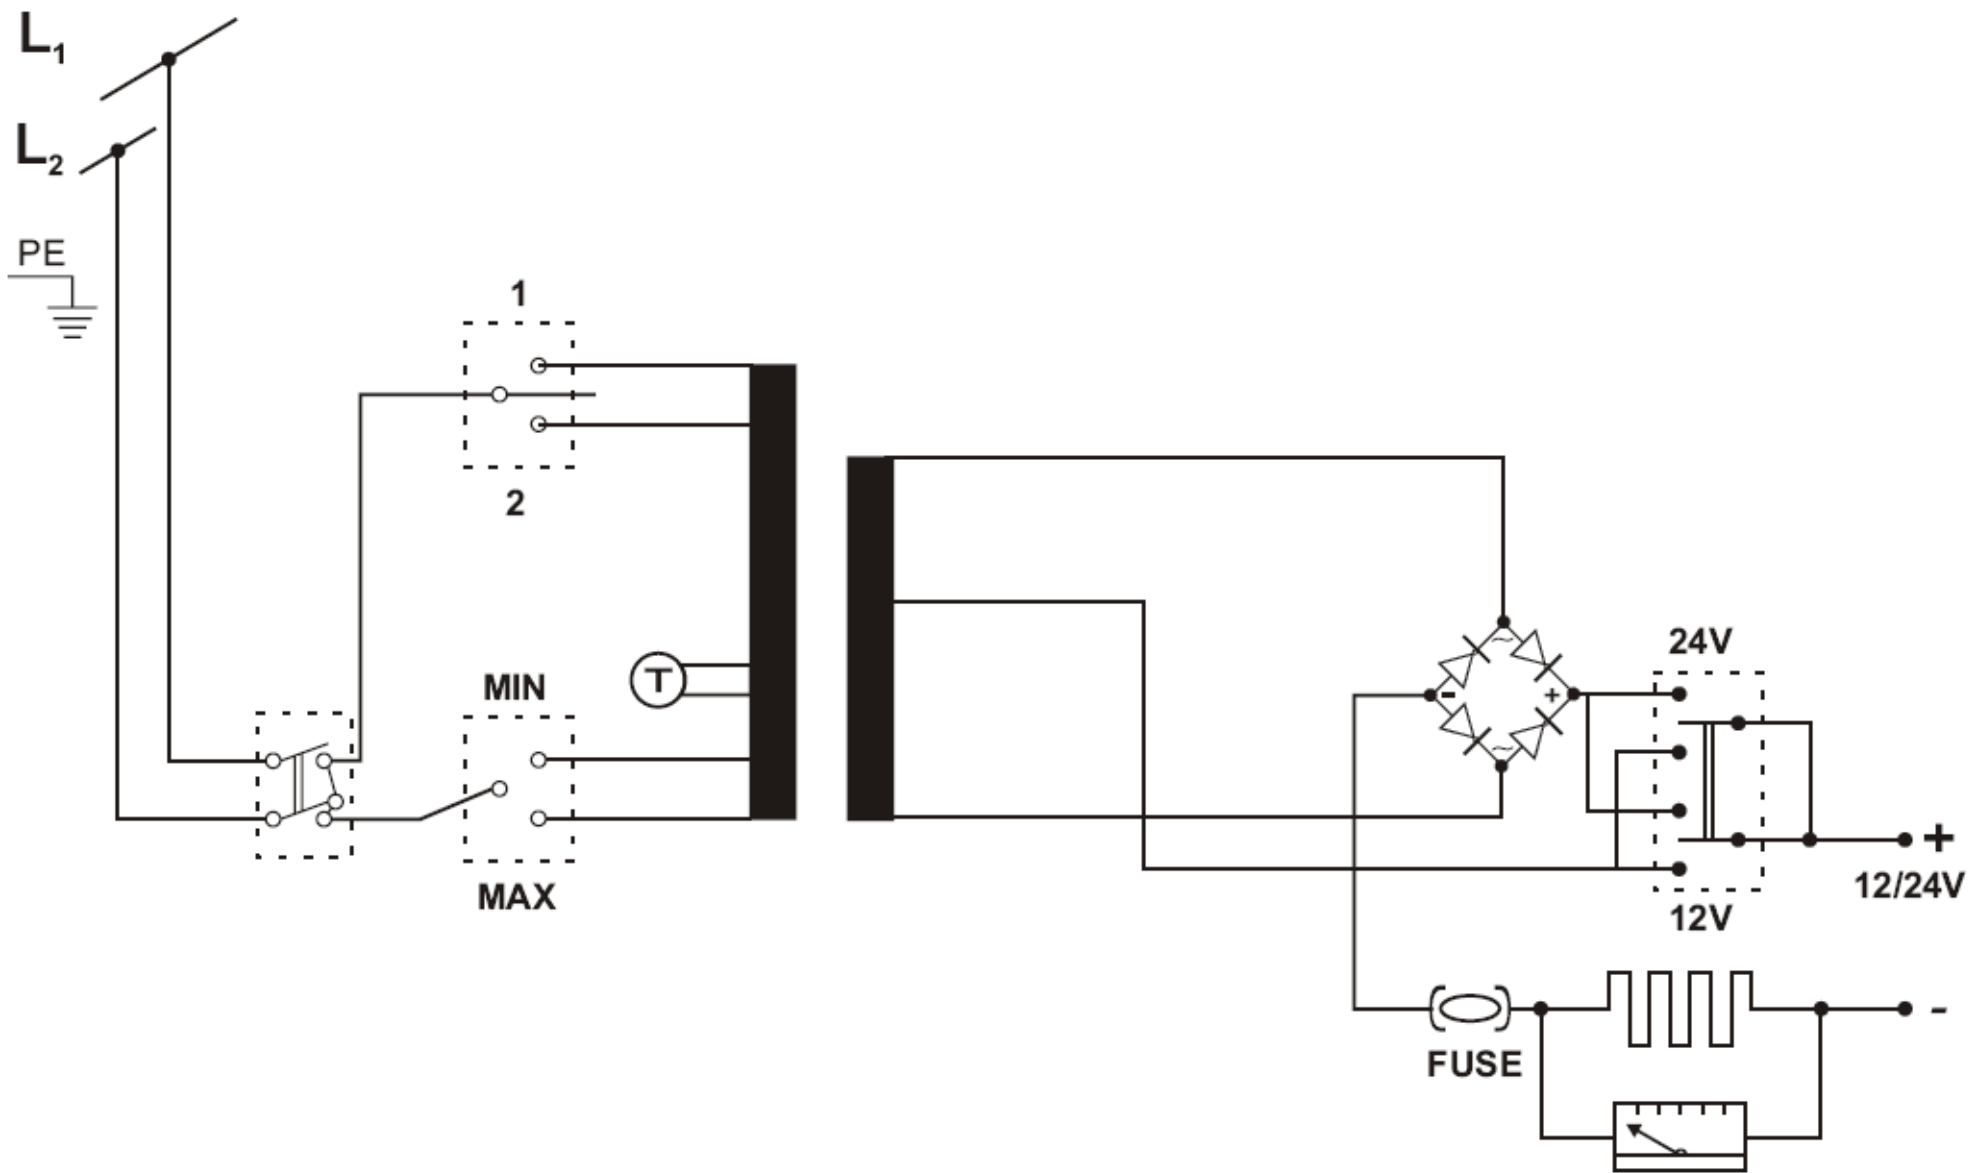 L₁
L₂
PE
1
2
MIN
T
MAX
~
- +
~
24V
+
12/24V
12V
-
FUSE